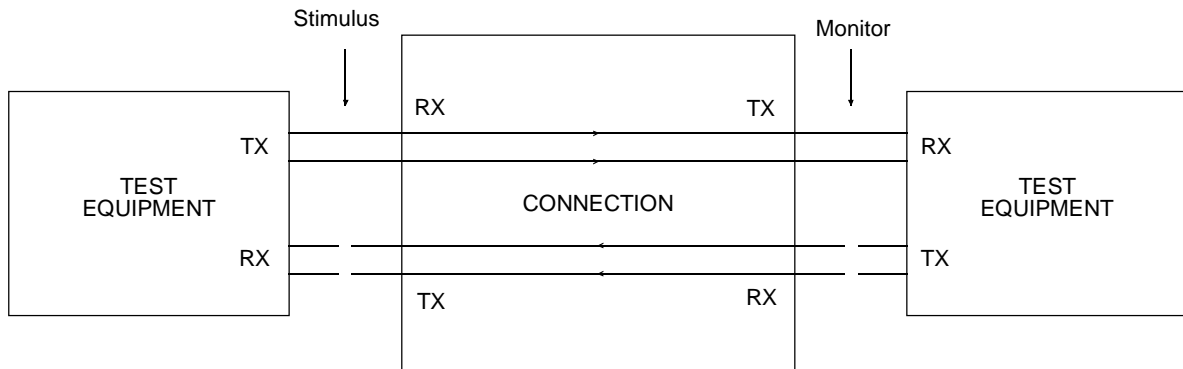 Stimulus
Monitor
RX
TX
TX
RX
TEST
EQUIPMENT
CONNECTION
TEST
EQUIPMENT
RX
TX
TX
RX